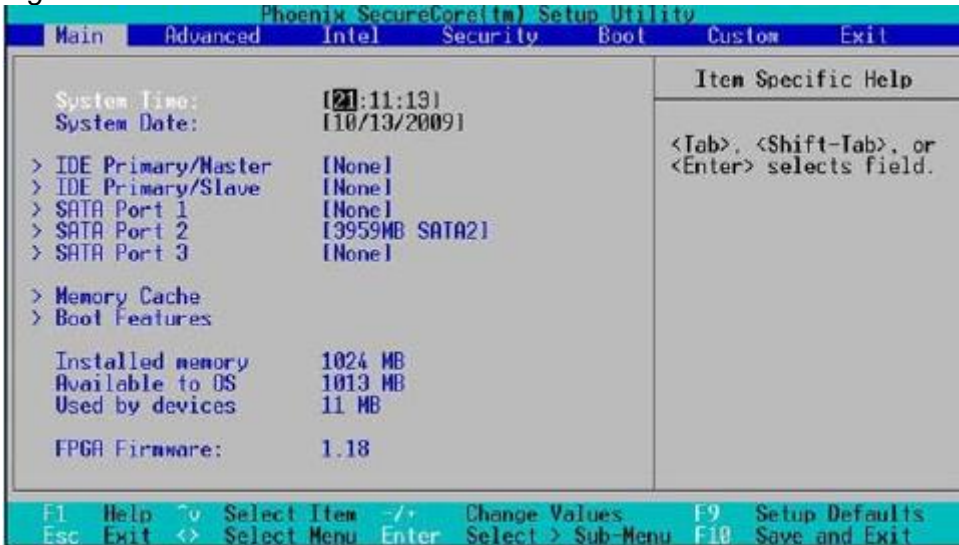 Phoenix SecureCore(tm) Setup Utility
Main Advanced Intel Security Boot Custom Exit
Item Specific Help
System Time: [21:11:13]
System Date: [10/13/2009]
<Tab>, <Shift-Tab>, or
<Enter> selects field.
> IDE Primary/Master [None]
> IDE Primary/Slave [None]
> SATA Port 1 [None]
> SATA Port 2 [3959MB SATA2]
> SATA Port 3 [None]
> Memory Cache
> Boot Features
Installed memory 1024 MB
Available to OS 1013 MB
Used by devices 11 MB
FPGA Firmware: 1.18
F1 Help ^v Select Item -/+ Change Values F9 Setup Defaults
Esc Exit <> Select Menu Enter Select > Sub-Menu F10 Save and Exit